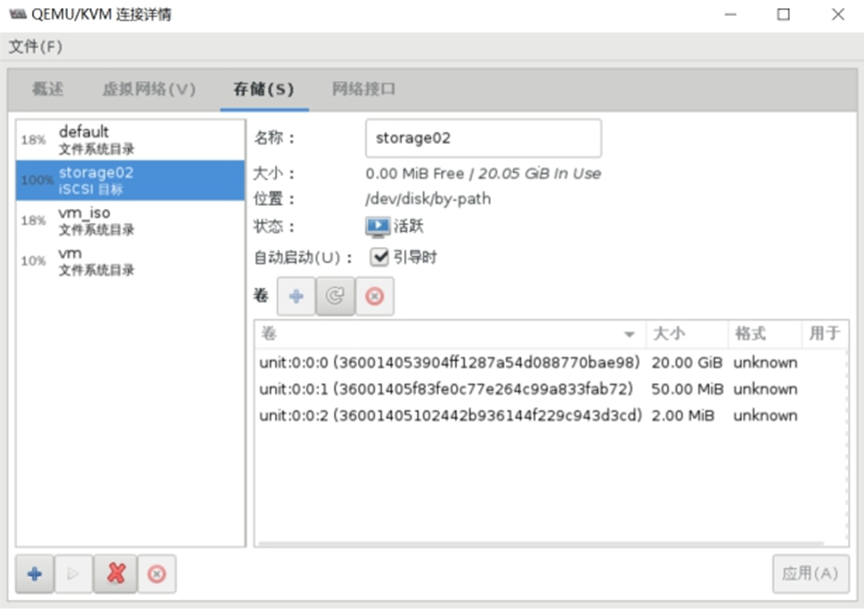 QEMU/KVM 连接详情
文件(F)
概述 虚拟网络(V) 存储(S) 网络接口
18% default
文件系统目录
100% storage02
iSCSI 目标
18% vm_iso
文件系统目录
10% vm
文件系统目录
名称： storage02
大小： 0.00 MiB Free / 20.05 GiB In Use
位置： /dev/disk/by-path
状态： 活跃
自动启动(U)： 引导时
卷
卷 大小 格式 用于
unit:0:0:0 (360014053904ff1287a54d088770bae98) 20.00 GiB unknown
unit:0:0:1 (36001405f83fe0c77e264c99a833fab72) 50.00 MiB unknown
unit:0:0:2 (36001405102442b936144f229c943d3cd) 2.00 MiB unknown
应用(A)